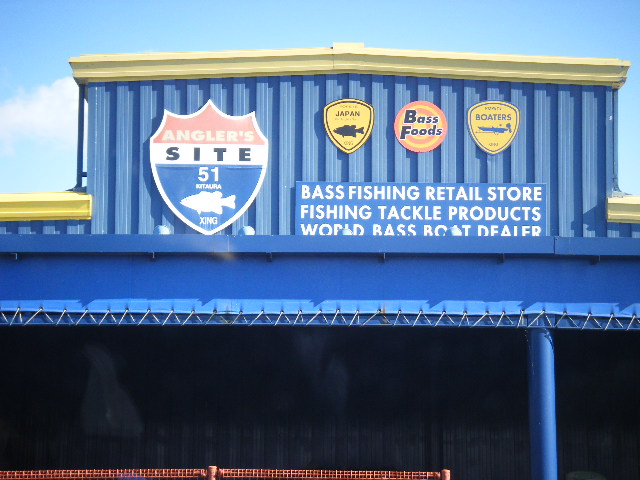 ANGLER'S
SITE
51
KITAURA
XING
JAPAN
Bass
Foods
BOATERS
BASS FISHING RETAIL STORE
FISHING TACKLE PRODUCTS
WORLD BASS BOAT DEALER